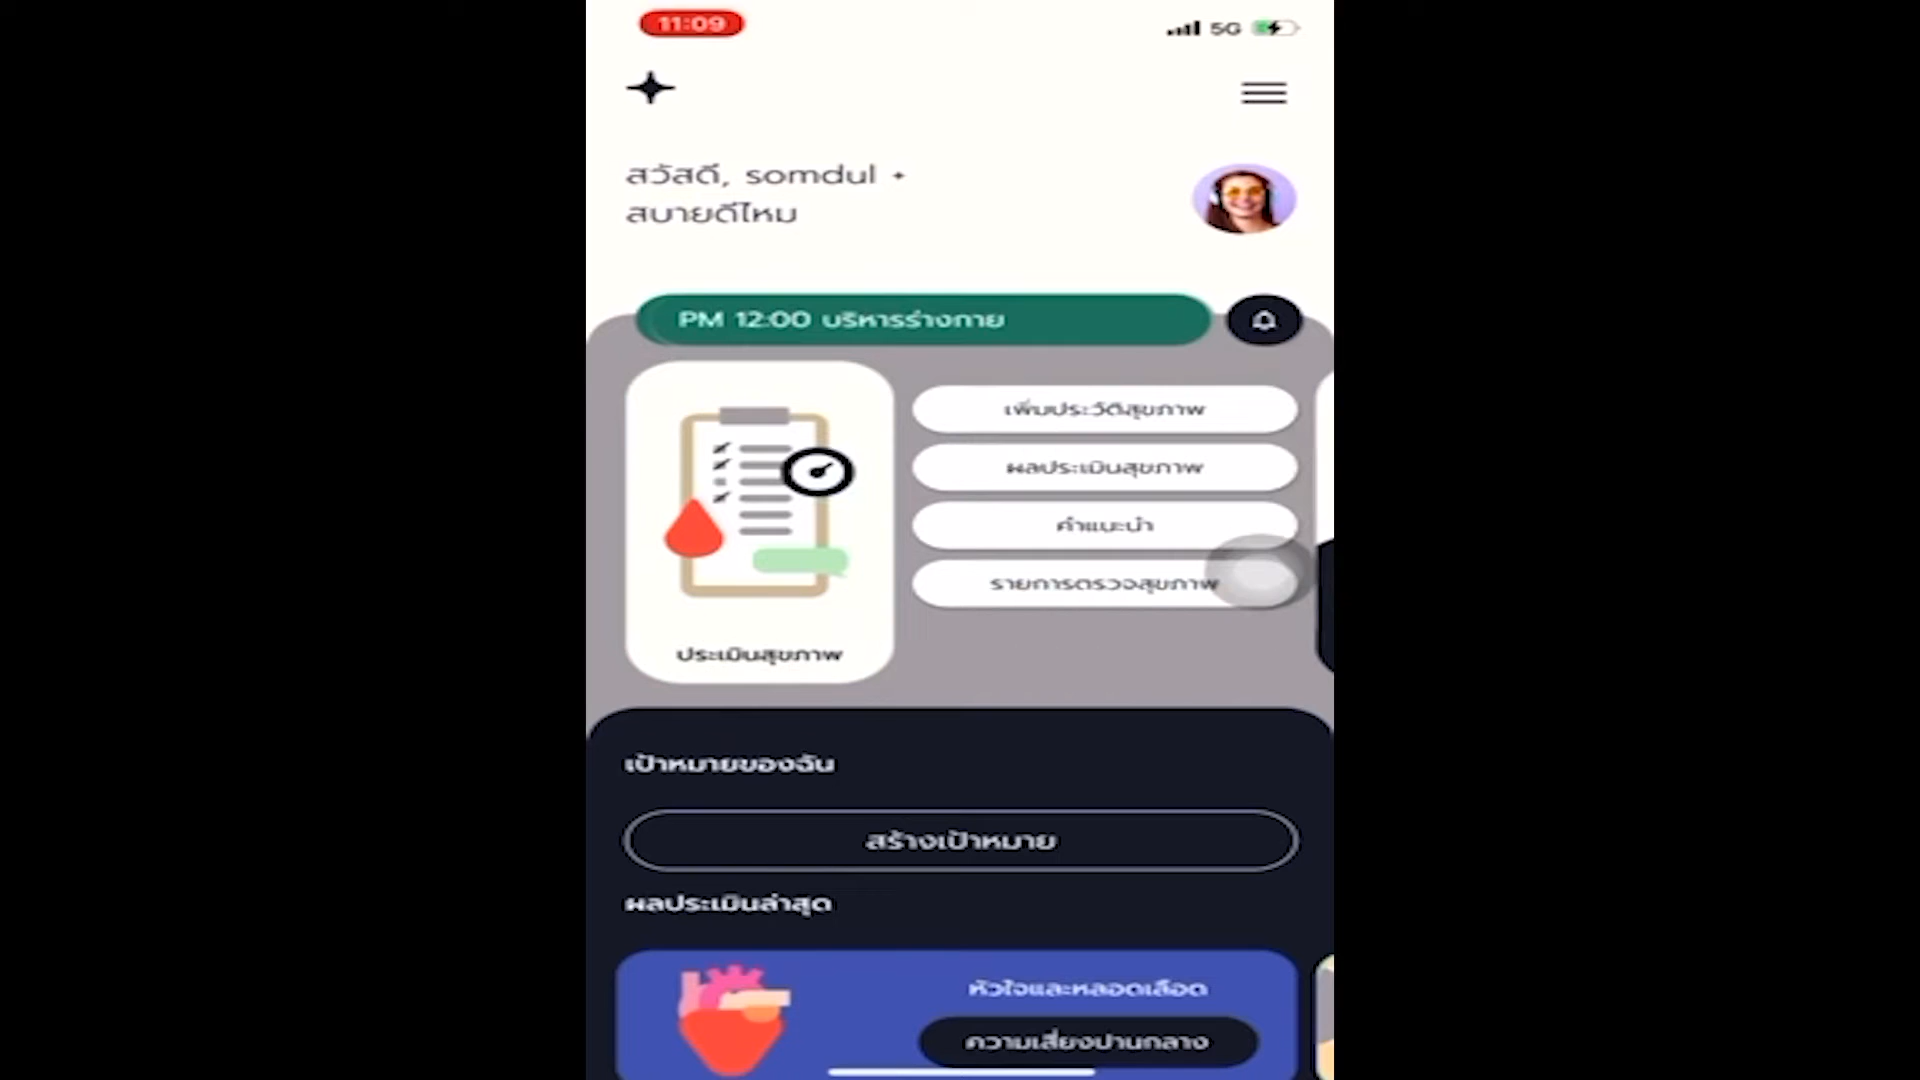 11:09
5G
สวัสดี, somdul
สบายดีไหม
PM 12:00 บริหารร่างกาย
เพิ่มประวัติสุขภาพ
ผลประเมินสุขภาพ
คำแนะนำ
รายการตรวจสุขภาพ
ประเมินสุขภาพ
เป้าหมายของฉัน
สร้างเป้าหมาย
ผลประเมินล่าสุด
หัวใจและหลอดเลือด
ความเสี่ยงปานกลาง